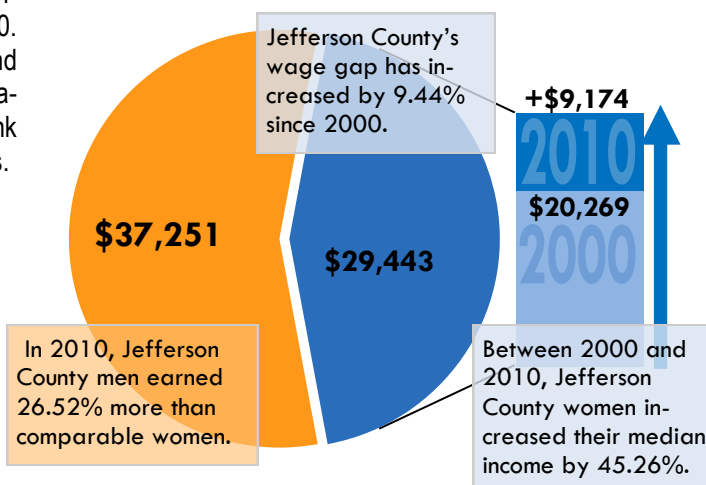 0.
nd
a-
nk
s.
Jefferson County's
wage gap has in-
creased by 9.44%
since 2000.
+$9,174
2010
$20,269
2000
$37,251
$29,443
In 2010, Jefferson
County men earned
26.52% more than
comparable women.
Between 2000 and
2010, Jefferson
County women in-
creased their median
income by 45.26%.